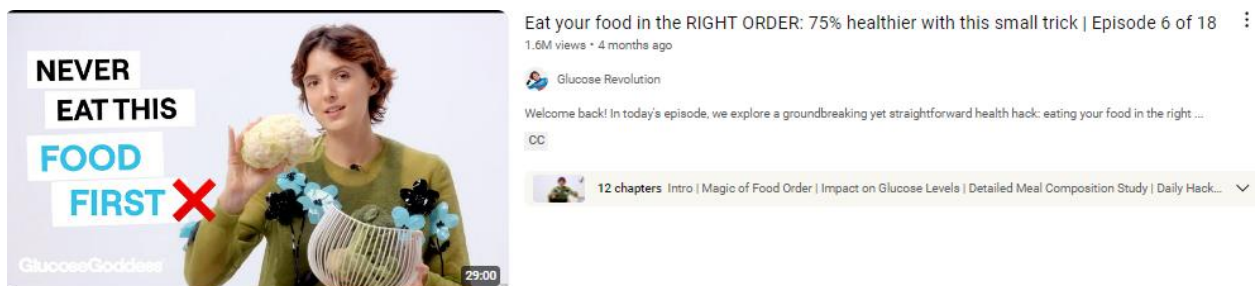 NEVER
EAT THIS
FOOD
FIRST
GlucoseGoddess
29:00
Eat your food in the RIGHT ORDER: 75% healthier with this small trick | Episode 6 of 18
1.6M views • 4 months ago
Glucose Revolution
Welcome back! In today's episode, we explore a groundbreaking yet straightforward health hack: eating your food in the right ...
CC
12 chapters Intro | Magic of Food Order | Impact on Glucose Levels | Detailed Meal Composition Study | Daily Hack...